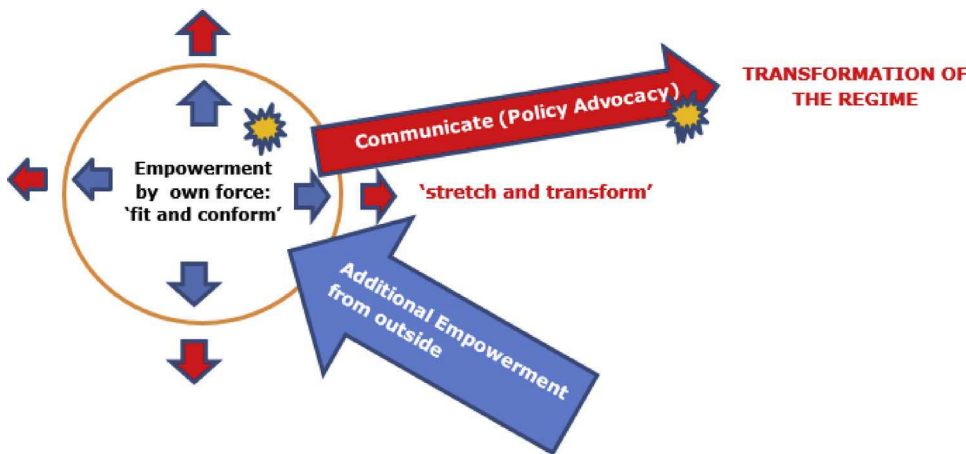 TRANSFORMATION OF
THE REGIME
Communicate (Policy Advocacy)
Empowerment
by own force:
‘fit and conform’
‘stretch and transform’
Additional Empowerment
from outside